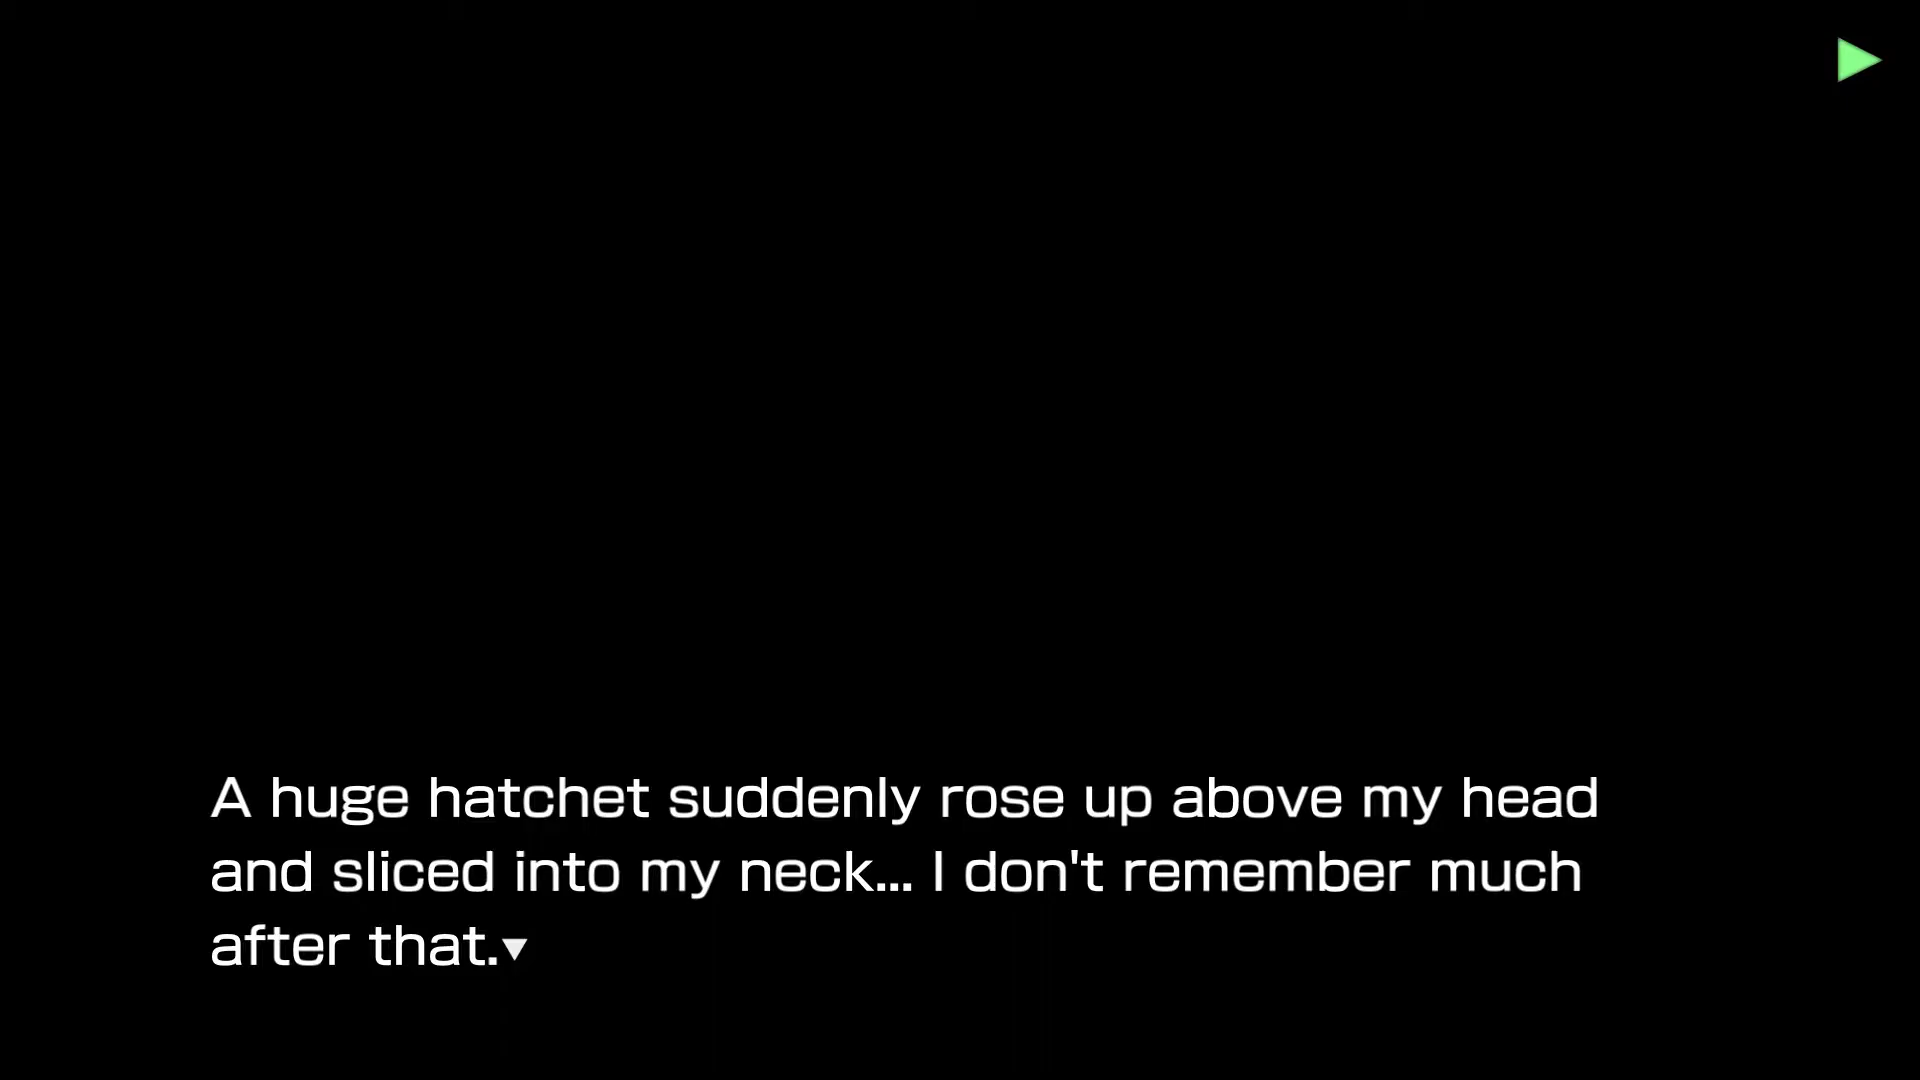 A huge hatchet suddenly rose up above my head
and sliced into my neck... I don't remember much
after that.